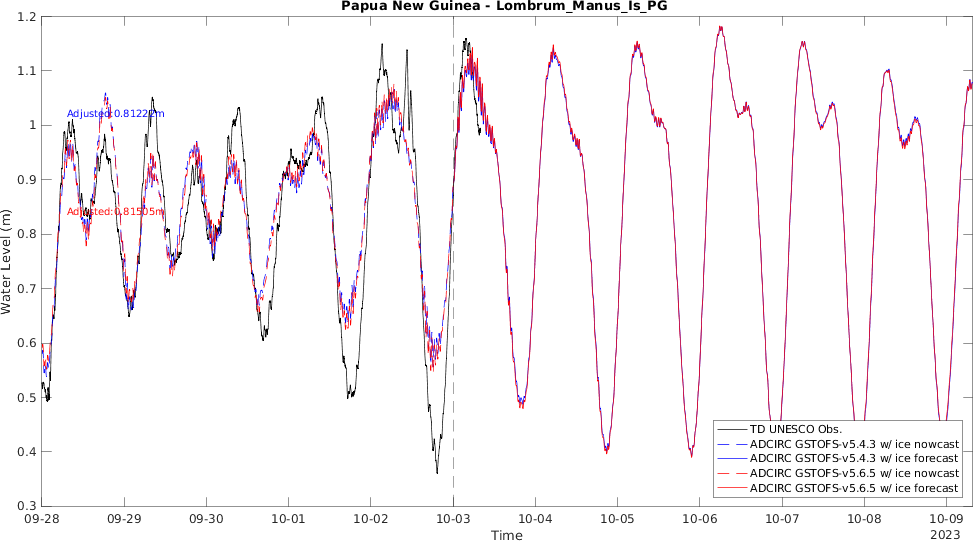 Papua New Guinea - Lombrum_Manus_Is_PG
1.2
1.1
1
0.9
0.8
0.7
0.6
0.5
0.4
0.3
Water Level (m)
Adjusted:0.81222m
Adjusted:0.81505m
TD UNESCO Obs.
ADCIRC GSTOFS-v5.4.3 w/ ice nowcast
ADCIRC GSTOFS-v5.4.3 w/ ice forecast
ADCIRC GSTOFS-v5.6.5 w/ ice nowcast
ADCIRC GSTOFS-v5.6.5 w/ ice forecast
09-28 09-29 09-30 10-01 10-02 10-03 10-04 10-05 10-06 10-07 10-08 10-09
Time 2023